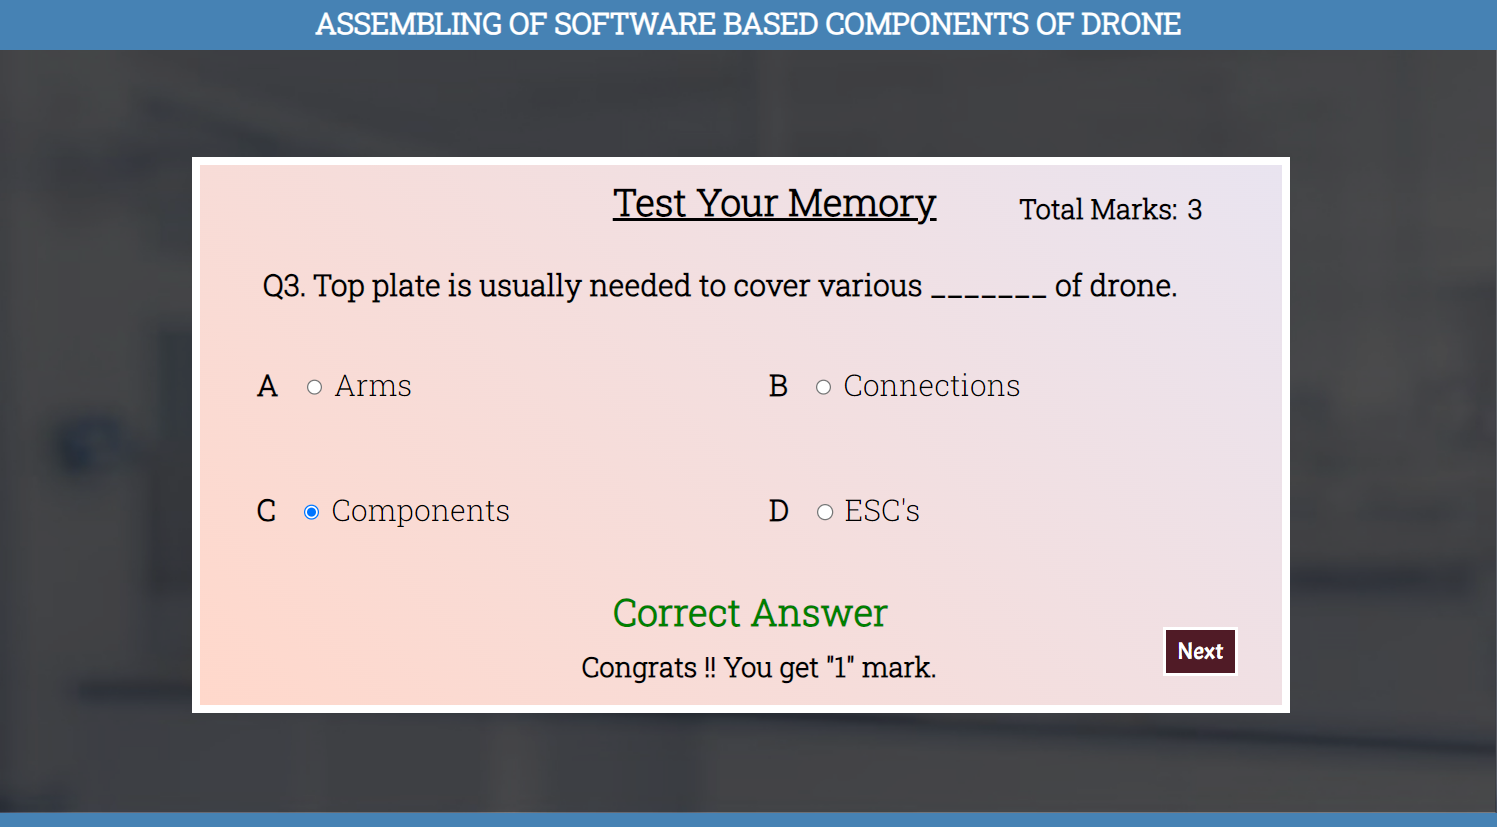 ASSEMBLING OF SOFTWARE BASED COMPONENTS OF DRONE
Test Your Memory
Total Marks: 3
Q3. Top plate is usually needed to cover various _______ of drone.
A Arms
B Connections
C Components
D ESC's
Correct Answer
Congrats !! You get "1" mark.
Next